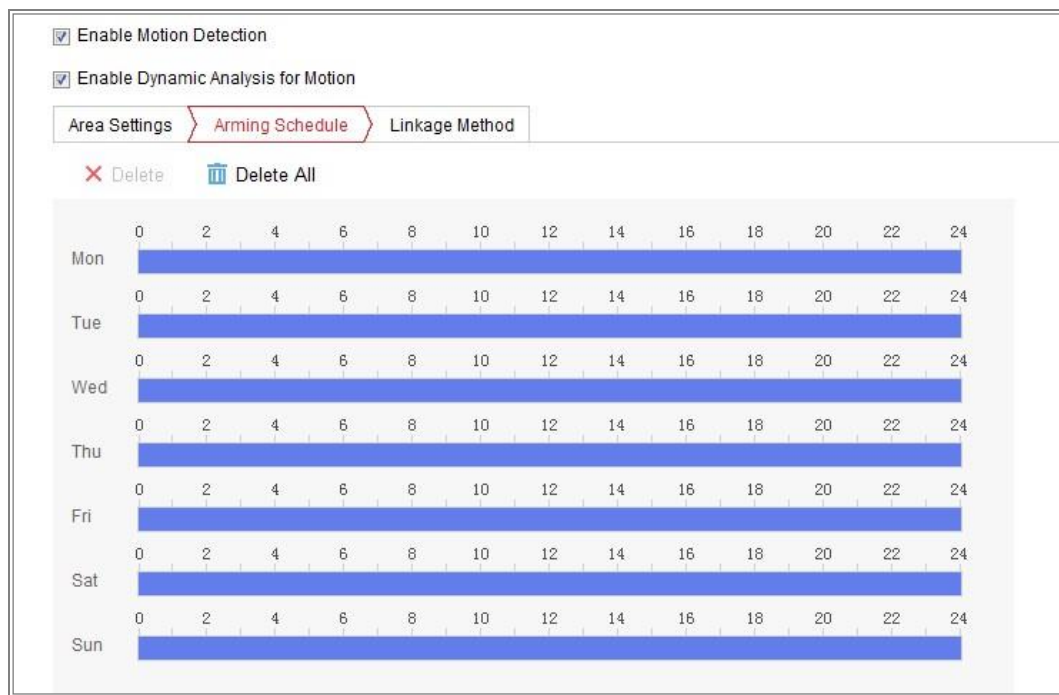 Enable Motion Detection
Enable Dynamic Analysis for Motion
Area Settings Arming Schedule Linkage Method
Delete Delete All
0 2 4 6 8 10 12 14 16 18 20 22 24
Mon
0 2 4 6 8 10 12 14 16 18 20 22 24
Tue
0 2 4 6 8 10 12 14 16 18 20 22 24
Wed
0 2 4 6 8 10 12 14 16 18 20 22 24
Thu
0 2 4 6 8 10 12 14 16 18 20 22 24
Fri
0 2 4 6 8 10 12 14 16 18 20 22 24
Sat
0 2 4 6 8 10 12 14 16 18 20 22 24
Sun